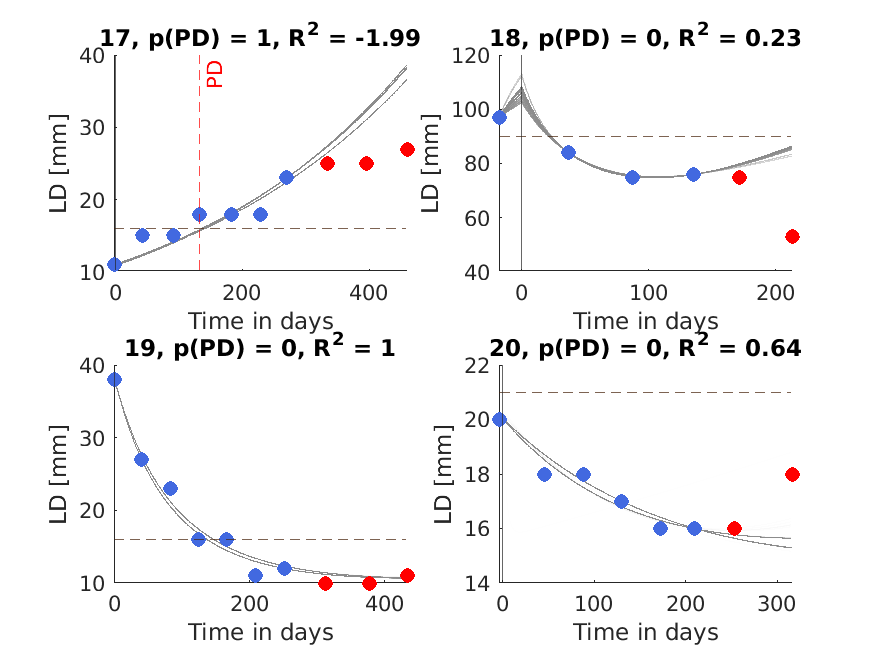 17, p(PD) = 1, R² = -1.99
40
30
20
10
0
200
400
LD [mm]
Time in days
PD
18, p(PD) = 0, R² = 0.23
120
100
80
60
40
0
100
200
LD [mm]
Time in days
19, p(PD) = 0, R² = 1
40
30
20
10
0
200
400
LD [mm]
Time in days
20, p(PD) = 0, R² = 0.64
22
20
18
16
14
0
100
200
300
LD [mm]
Time in days